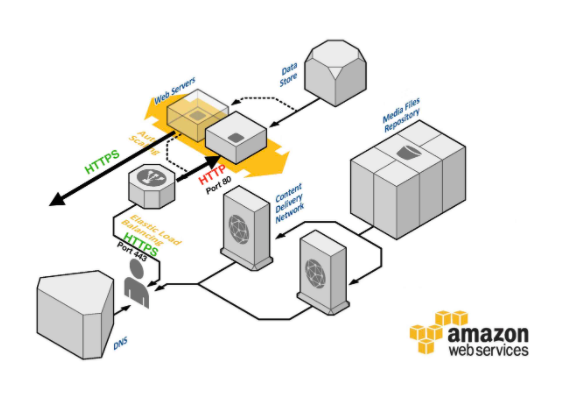 Web Servers
Data
Store
Media Files
Repository
Auto
Scaling
HTTPS
HTTP
Port 80
Content
Delivery
Network
Elastic Load
Balancing
HTTPS
Port 443
DNS
amazon
web services